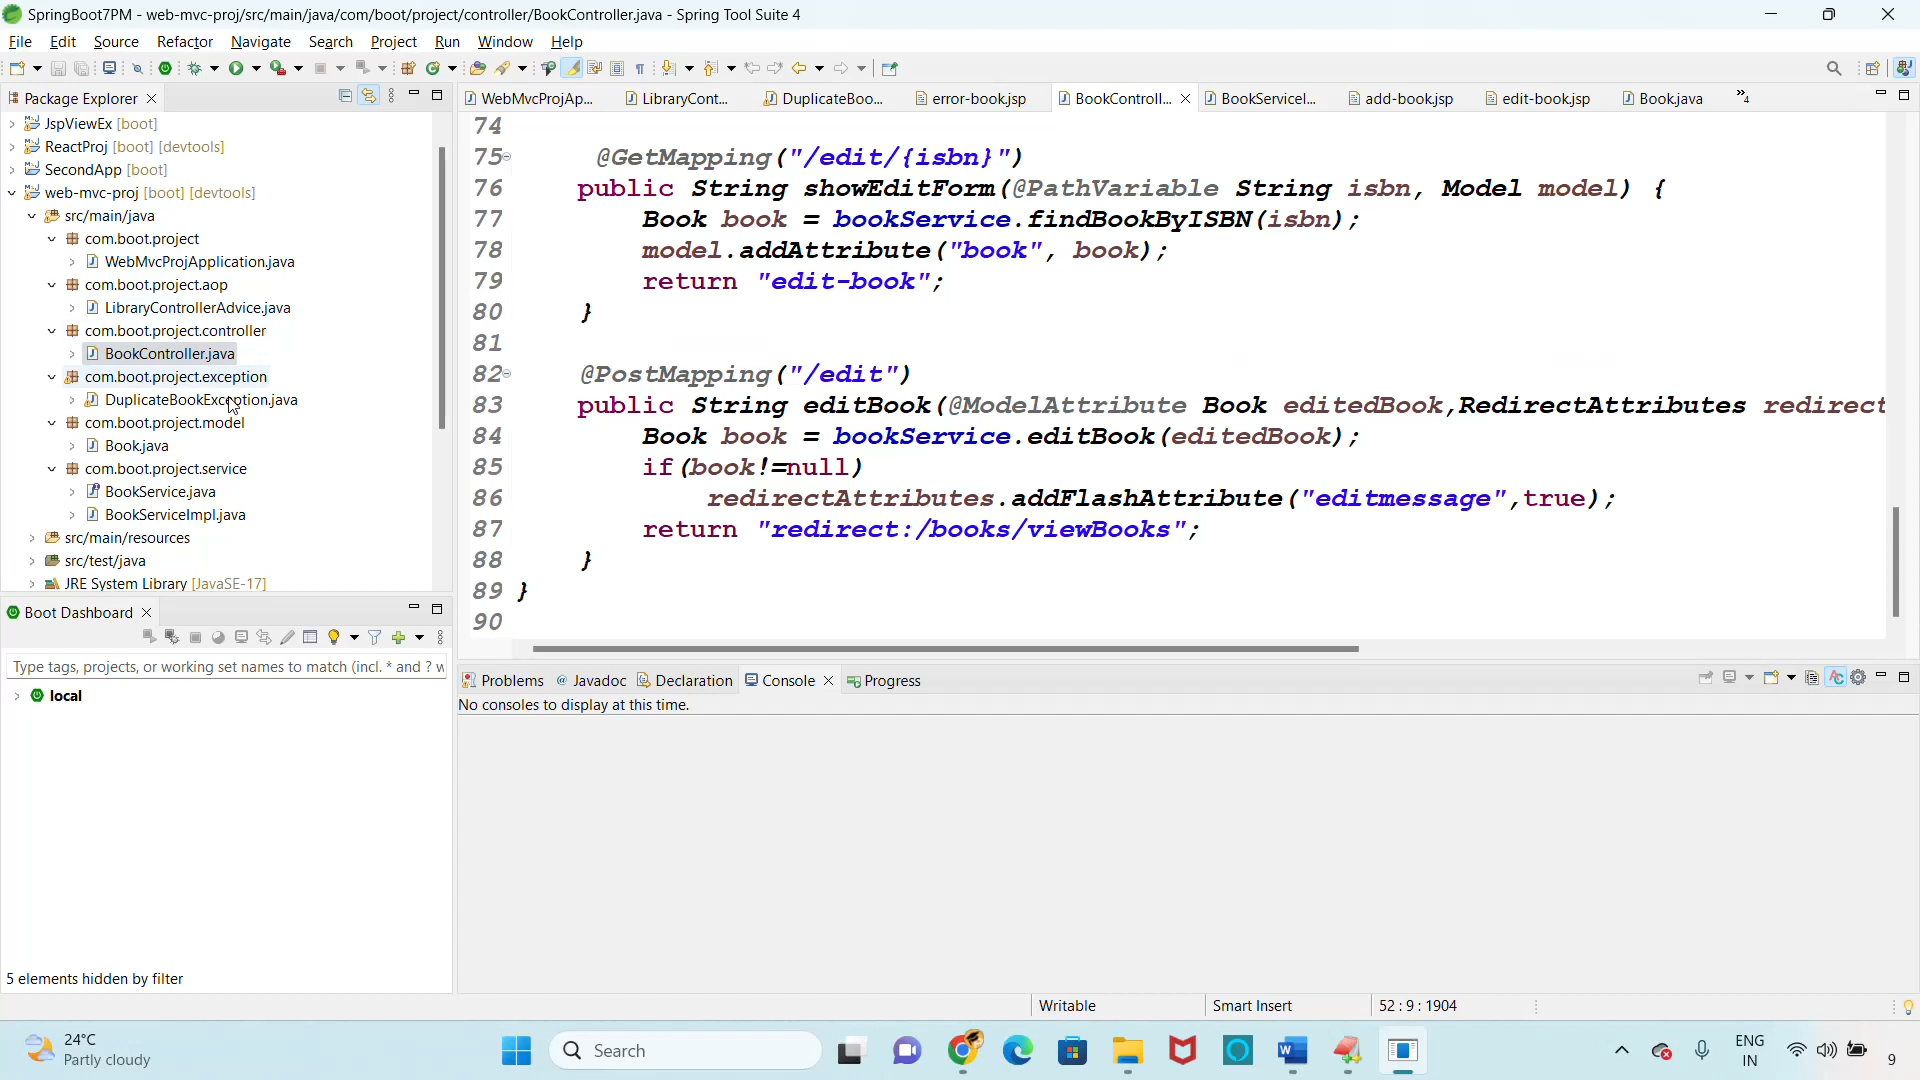 SpringBoot7PM - web-mvc-proj/src/main/java/com/boot/project/controller/BookController.java - Spring Tool Suite 4
File Edit Source Refactor Navigate Search Project Run Window Help
Package Explorer
WebMvcProjAp... LibraryCont... DuplicateBoo... error-book.jsp BookControll... BookServiceI... add-book.jsp edit-book.jsp Book.java »4
JspViewEx [boot]
ReactProj [boot] [devtools]
SecondApp [boot]
web-mvc-proj [boot] [devtools]
src/main/java
com.boot.project
WebMvcProjApplication.java
com.boot.project.aop
LibraryControllerAdvice.java
com.boot.project.controller
BookController.java
com.boot.project.exception
DuplicateBookException.java
com.boot.project.model
Book.java
com.boot.project.service
BookService.java
BookServiceImpl.java
src/main/resources
src/test/java
JRE System Library [JavaSE-17]
74
75 @GetMapping("/edit/{isbn}")
76 public String showEditForm(@PathVariable String isbn, Model model) {
77 Book book = bookService.findBookByISBN(isbn);
78 model.addAttribute("book", book);
79 return "edit-book";
80 }
81
82 @PostMapping("/edit")
83 public String editBook(@ModelAttribute Book editedBook,RedirectAttributes redirect
84 Book book = bookService.editBook(editedBook);
85 if(book!=null)
86 redirectAttributes.addFlashAttribute("editmessage",true);
87 return "redirect:/books/viewBooks";
88 }
89 }
90
Boot Dashboard
Type tags, projects, or working set names to match (incl. * and ? w
local
5 elements hidden by filter
Problems Javadoc Declaration Console Progress
No consoles to display at this time.
Writable Smart Insert 52 : 9 : 1904
24°C
Partly cloudy
Search
ENG
IN
9